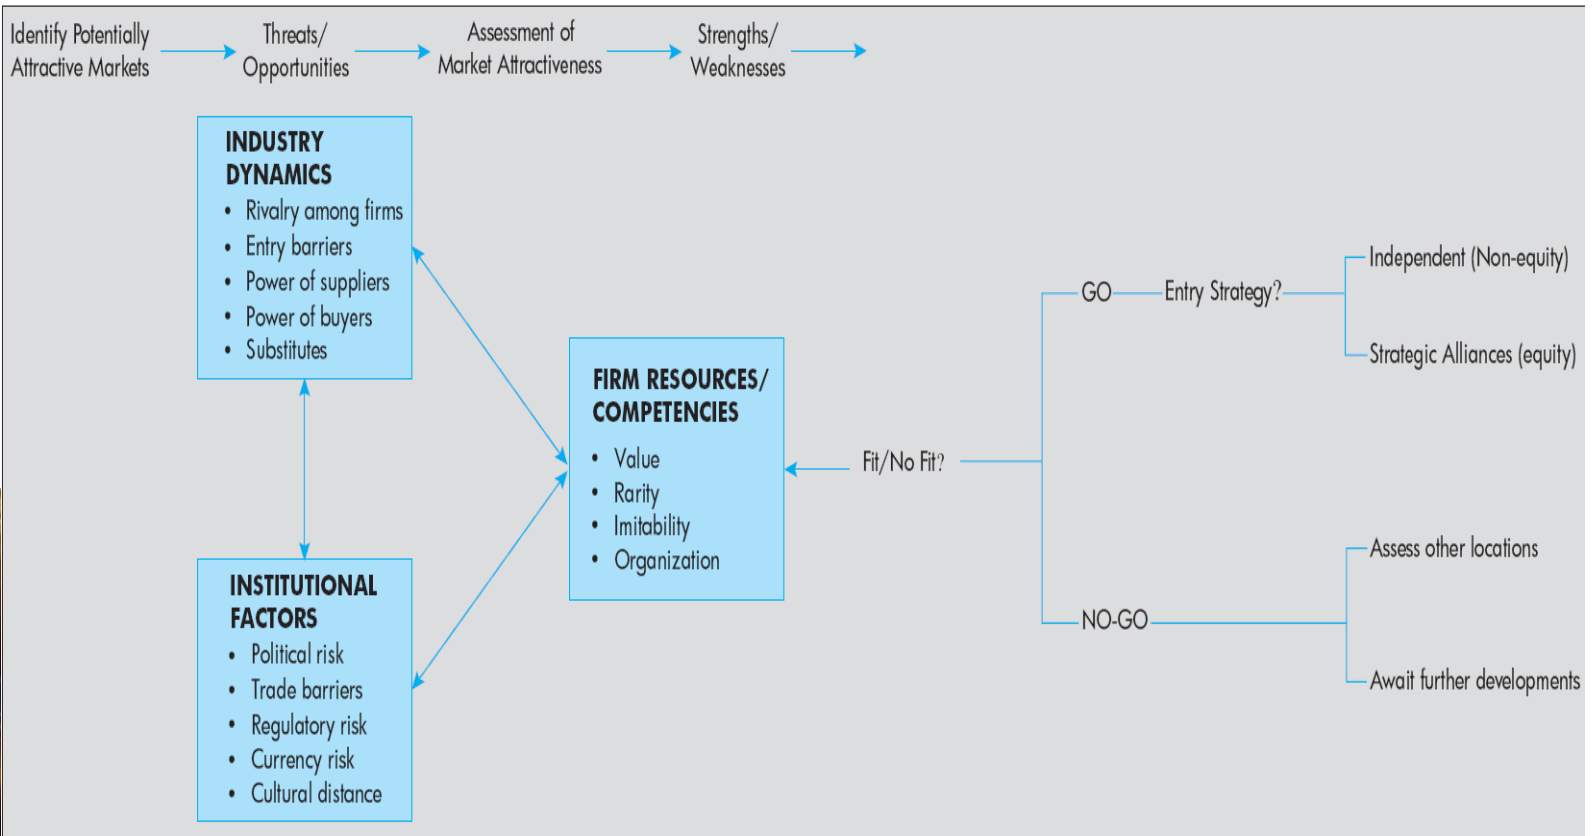 Identify Potentially
Attractive Markets
Threats/
Opportunities
Assessment of
Market Attractiveness
Strengths/
Weaknesses
INDUSTRY
DYNAMICS
• Rivalry among firms
• Entry barriers
• Power of suppliers
• Power of buyers
• Substitutes
INSTITUTIONAL
FACTORS
• Political risk
• Trade barriers
• Regulatory risk
• Currency risk
• Cultural distance
FIRM RESOURCES/
COMPETENCIES
• Value
• Rarity
• Imitability
• Organization
Fit/No Fit?
GO
Entry Strategy?
Independent (Non-equity)
Strategic Alliances (equity)
NO-GO
Assess other locations
Await further developments